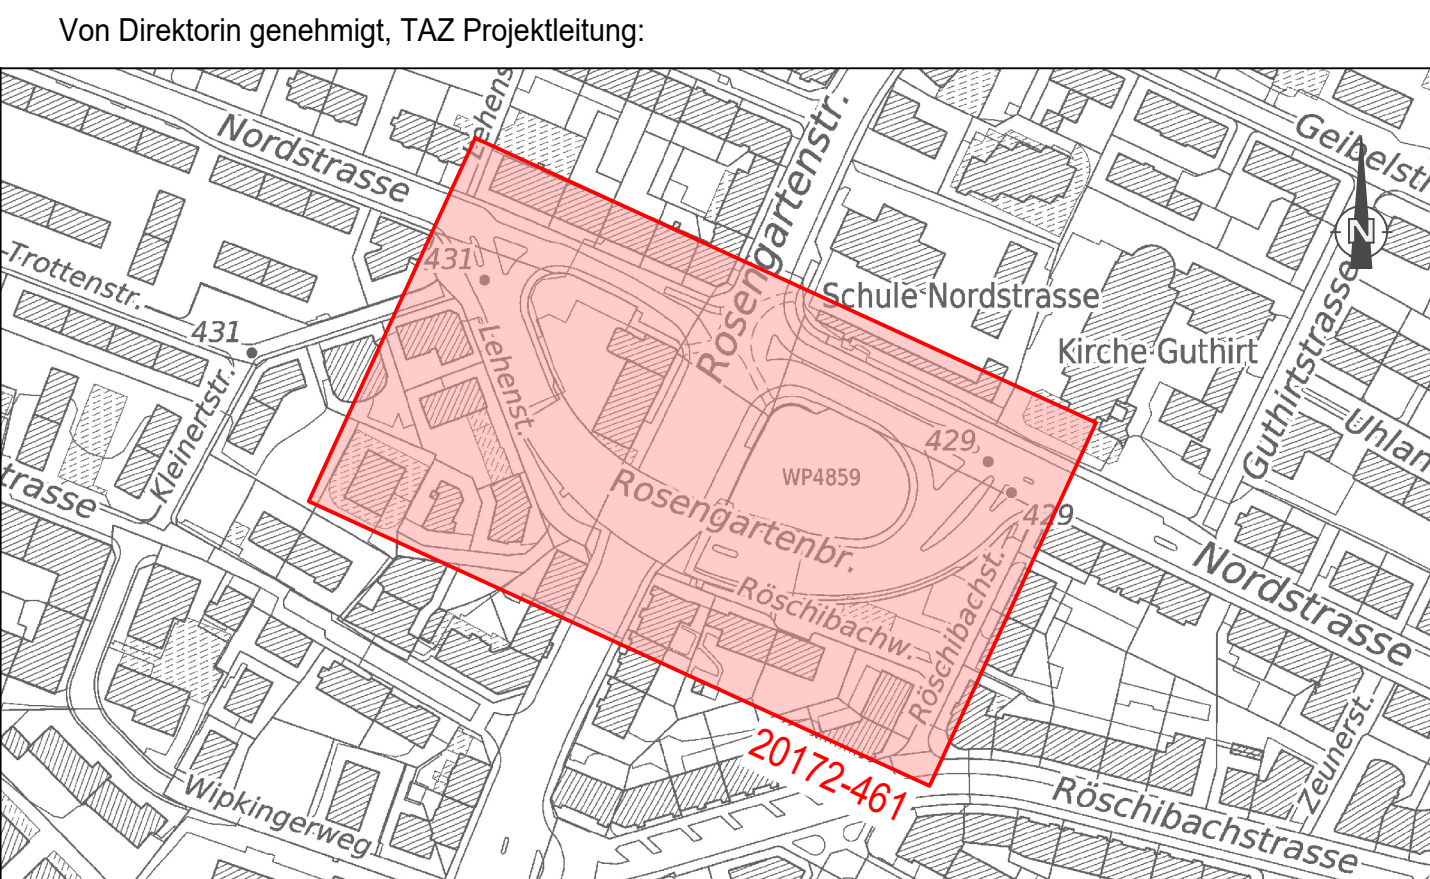 Von Direktorin genehmigt, TAZ Projektleitung:
Lehens
Nordstrasse
Rosengartenstr.
Geibelstr
N
Trottenstr.
431
431
Schule Nordstrasse
Kirche Guthirt
Guthirtstrasse
Kleinertstr.
Lehenst.
Uhlan
trasse
429
WP4859
Rosengartenbr.
429
Nordstrasse
Röschibachw.
Röschibachst.
20172-461
Zeunerst.
Wipkingerweg
Röschibachstrasse